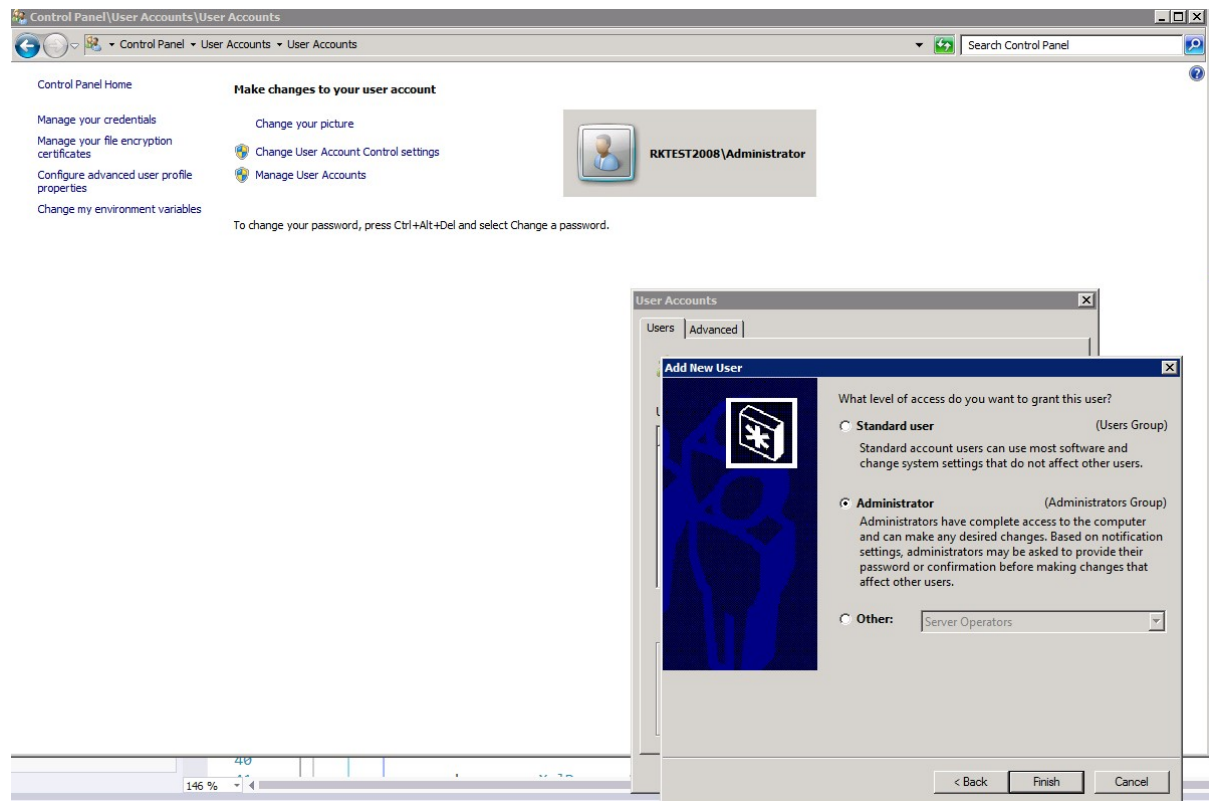 Control Panel\User Accounts\User Accounts
Control Panel ▾ User Accounts ▾ User Accounts
Search Control Panel
Control Panel Home
Manage your credentials
Manage your file encryption
certificates
Configure advanced user profile
properties
Change my environment variables
Make changes to your user account
Change your picture
Change User Account Control settings
Manage User Accounts
RKTEST2008\Administrator
To change your password, press Ctrl+Alt+Del and select Change a password.
User Accounts
Users
Advanced
Add New User
What level of access do you want to grant this user?
Standard user (Users Group)
Standard account users can use most software and
change system settings that do not affect other users.
Administrator (Administrators Group)
Administrators have complete access to the computer
and can make any desired changes. Based on notification
settings, administrators may be asked to provide their
password or confirmation before making changes that
affect other users.
Other: Server Operators
< Back Finish Cancel
40
146 %